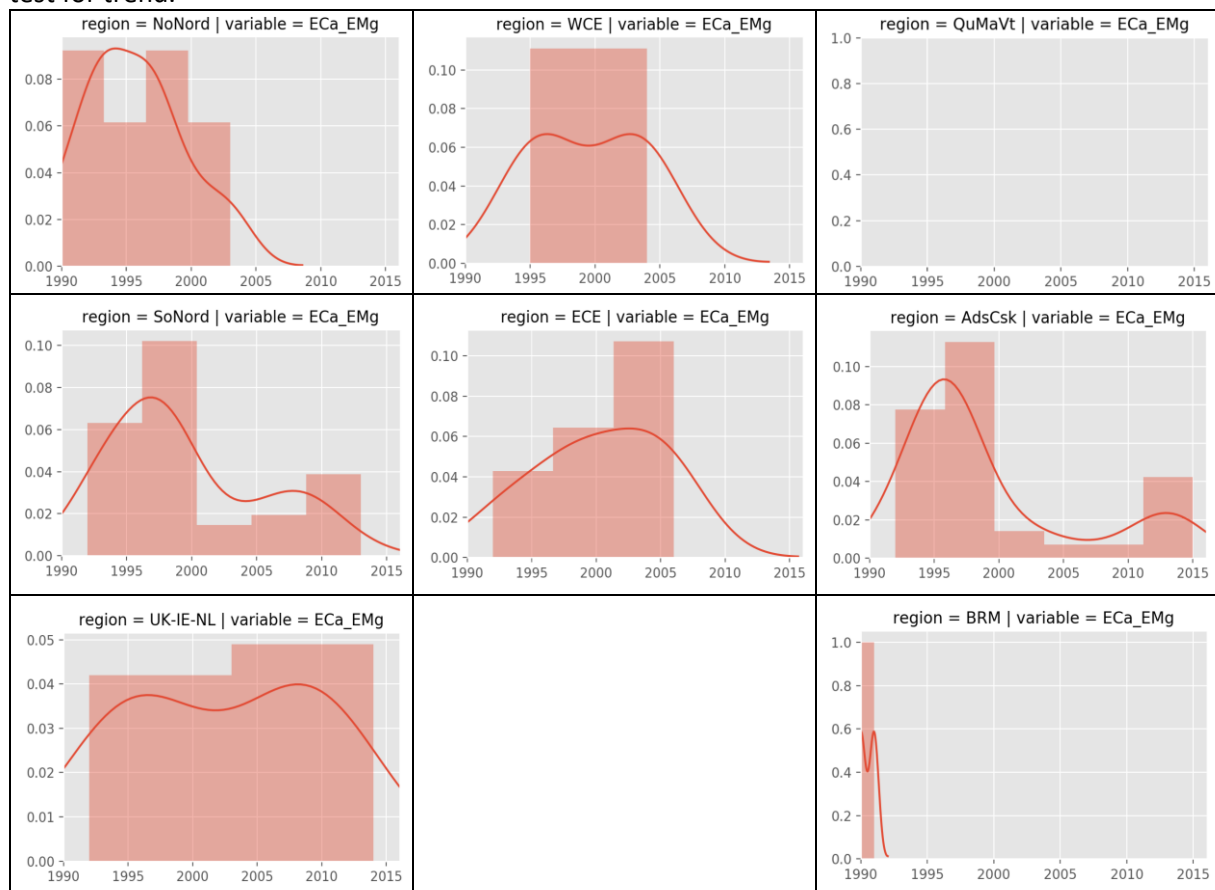 test for trend.
region = NoNord | variable = ECa_EMg
0.08
0.06
0.04
0.02
0.00
1990 1995 2000 2005 2010 2015
region = WCE | variable = ECa_EMg
0.10
0.08
0.06
0.04
0.02
0.00
1990 1995 2000 2005 2010 2015
region = QuMaVt | variable = ECa_EMg
1.0
0.8
0.6
0.4
0.2
0.0
1990 1995 2000 2005 2010 2015
region = SoNord | variable = ECa_EMg
0.10
0.08
0.06
0.04
0.02
0.00
1990 1995 2000 2005 2010 2015
region = ECE | variable = ECa_EMg
0.10
0.08
0.06
0.04
0.02
0.00
1990 1995 2000 2005 2010 2015
region = AdsCsk | variable = ECa_EMg
0.10
0.08
0.06
0.04
0.02
0.00
1990 1995 2000 2005 2010 2015
region = UK-IE-NL | variable = ECa_EMg
0.05
0.04
0.03
0.02
0.01
0.00
1990 1995 2000 2005 2010 2015
region = BRM | variable = ECa_EMg
1.0
0.8
0.6
0.4
0.2
0.0
1990 1995 2000 2005 2010 2015